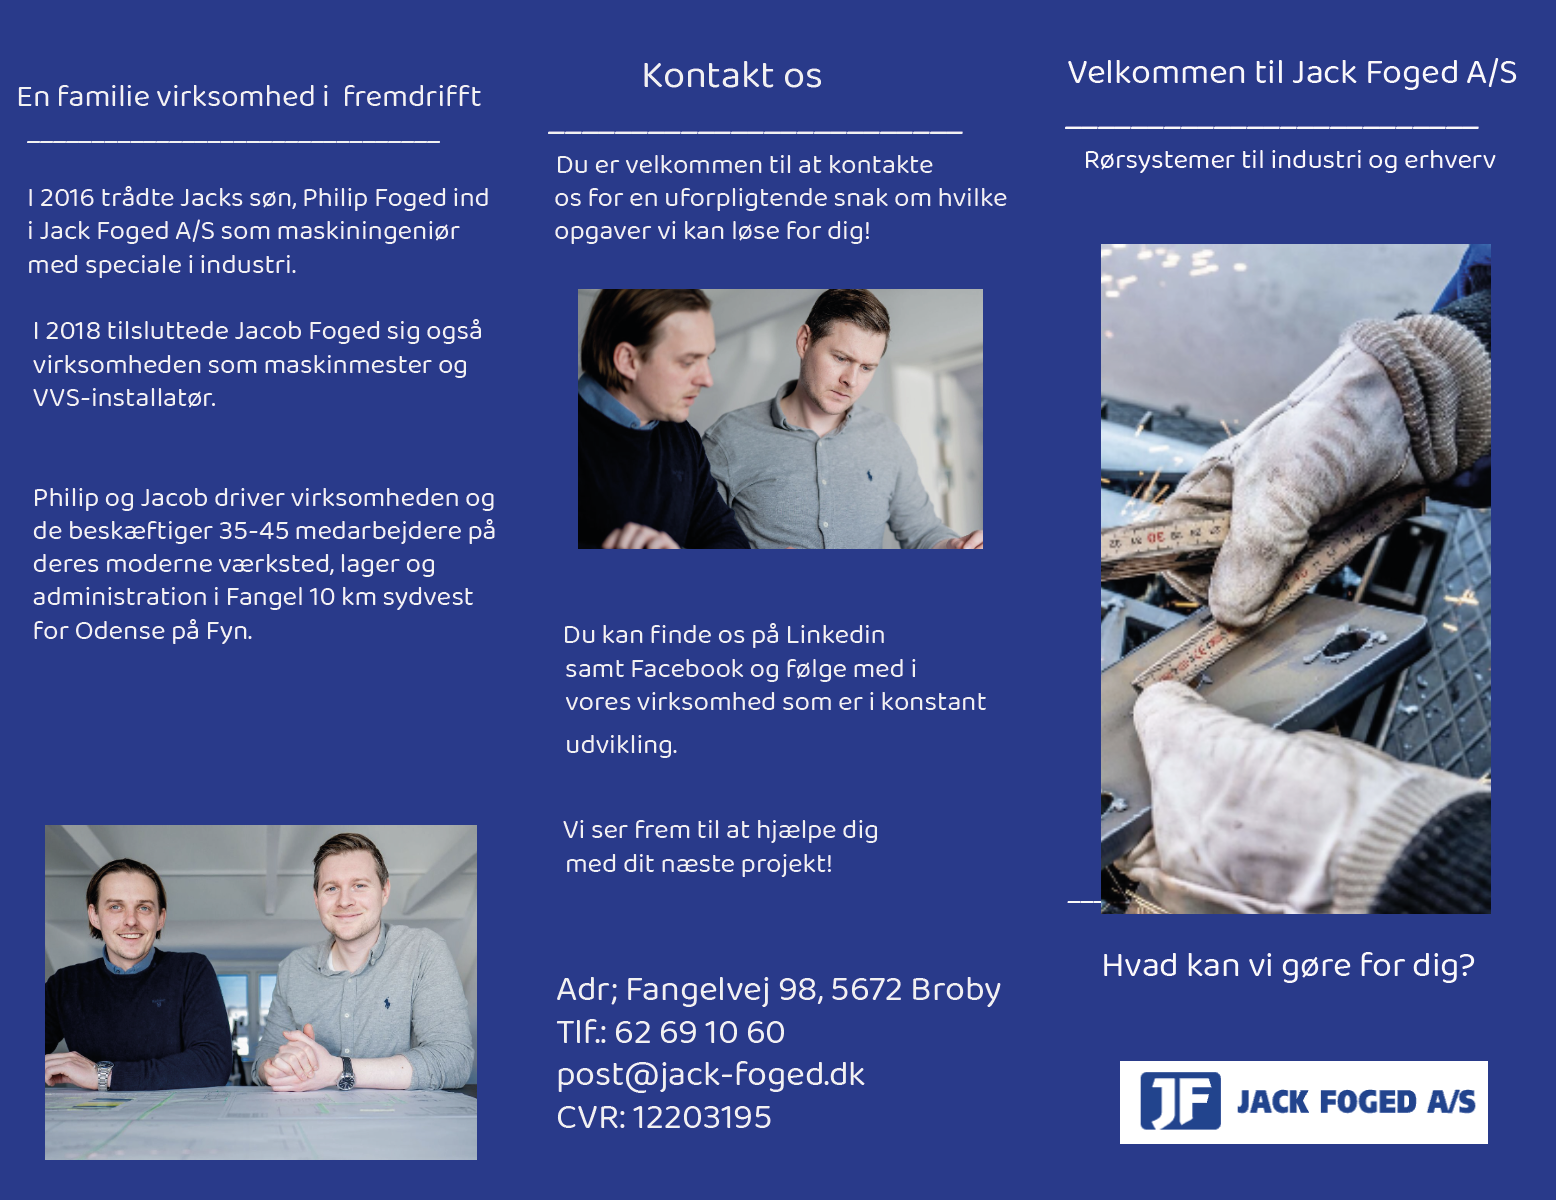 En familie virksomhed i fremdrifft
I 2016 trådte Jacks søn, Philip Foged ind
i Jack Foged A/S som maskiningeniør
med speciale i industri.
I 2018 tilsluttede Jacob Foged sig også
virksomheden som maskinmester og
VVS-installatør.
Philip og Jacob driver virksomheden og
de beskæftiger 35-45 medarbejdere på
deres moderne værksted, lager og
administration i Fangel 10 km sydvest
for Odense på Fyn.
Kontakt os
Du er velkommen til at kontakte
os for en uforpligtende snak om hvilke
opgaver vi kan løse for dig!
Du kan finde os på Linkedin
samt Facebook og følge med i
vores virksomhed som er i konstant
udvikling.
Vi ser frem til at hjælpe dig
med dit næste projekt!
Adr; Fangelvej 98, 5672 Broby
Tlf.: 62 69 10 60
post@jack-foged.dk
CVR: 12203195
Velkommen til Jack Foged A/S
Rørsystemer til industri og erhverv
30
Hvad kan vi gøre for dig?
JF JACK FOGED A/S